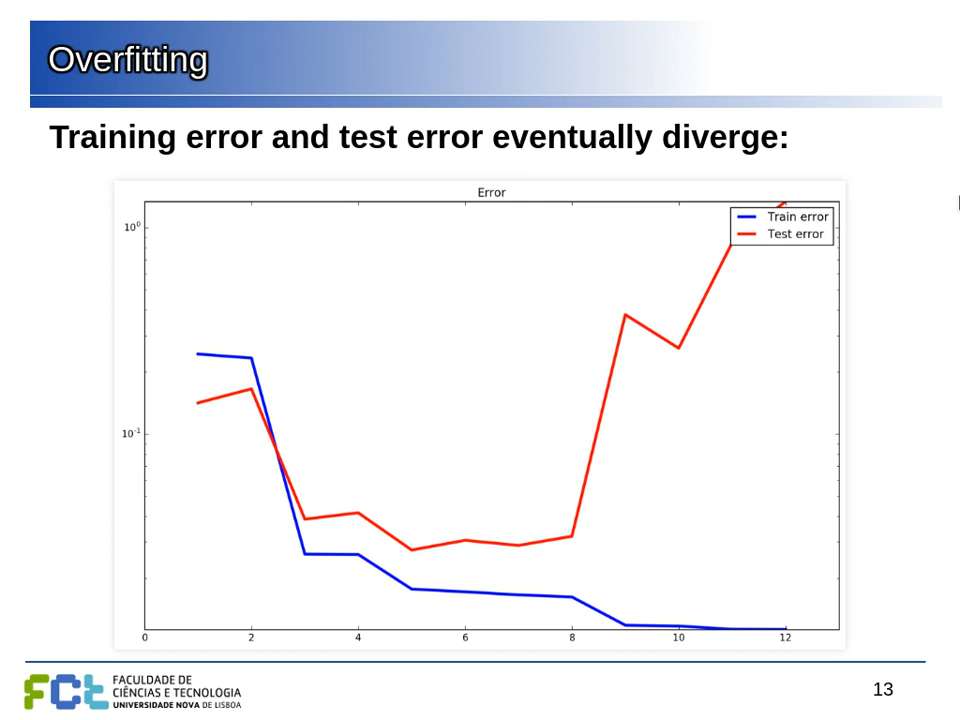 Overfitting
Training error and test error eventually diverge:
Error
10⁰
Train error
Test error
10⁻¹
0 2 4 6 8 10 12
FACULDADE DE
CIÊNCIAS E TECNOLOGIA
UNIVERSIDADE NOVA DE LISBOA
FCt
13